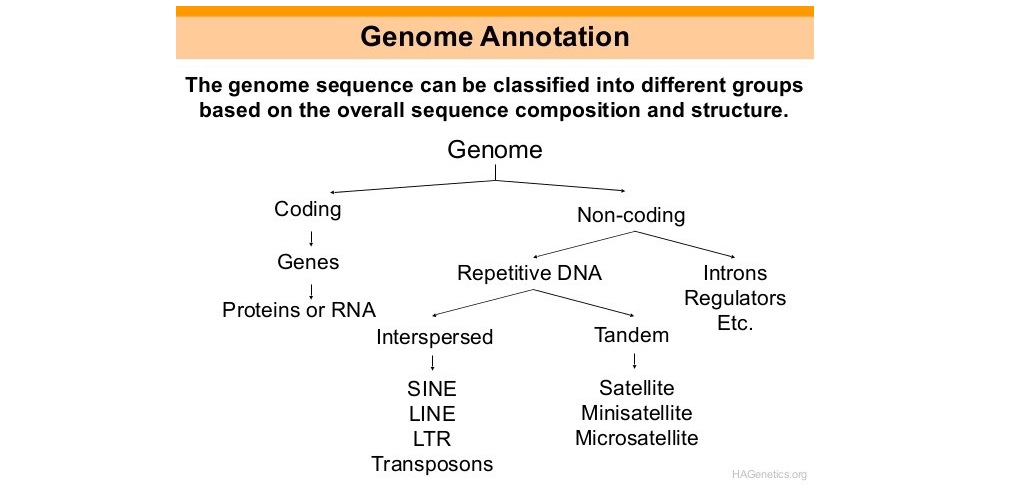 Genome Annotation
The genome sequence can be classified into different groups
based on the overall sequence composition and structure.
Genome
Coding
Non-coding
Genes
Repetitive DNA
Introns
Regulators
Etc.
Proteins or RNA
Interspersed
Tandem
SINE
LINE
LTR
Transposons
Satellite
Minisatellite
Microsatellite
HAGenetics.org